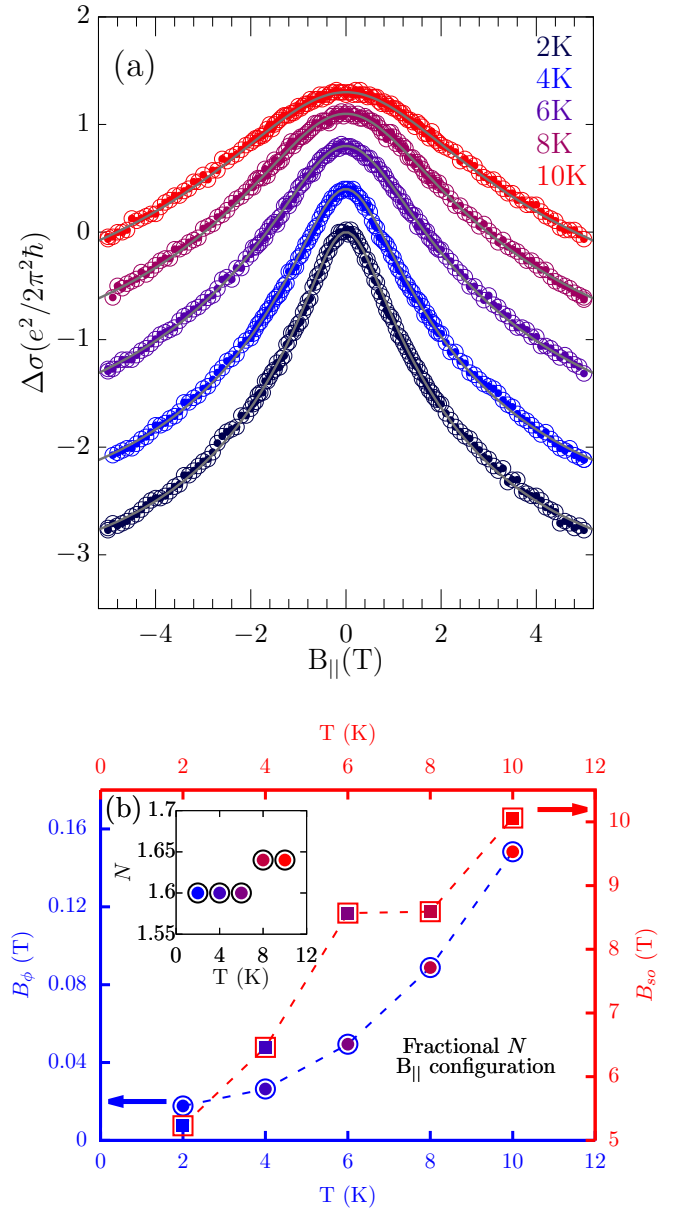 (a)
2K
4K
6K
8K
10K
2
1
0
−1
−2
−3
Δσ(e²/2π²ℏ)
−4 −2 0 2 4
B||(T)
T (K)
0 2 4 6 8 10 12
(b)
1.7
1.65
1.6
1.55
N
0 4 8 12
T (K)
0.16
0.12
0.08
0.04
0
Bϕ (T)
10
9
8
7
6
5
Bso (T)
Fractional N
B|| configuration
0 2 4 6 8 10 12
T (K)